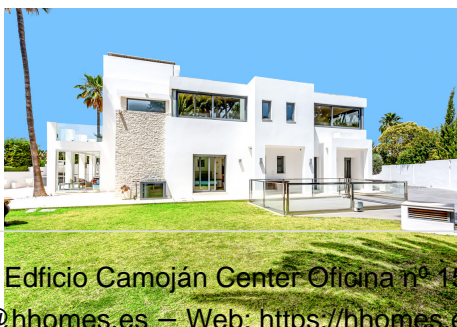 Edficio Camoján Center Oficina nº 15
@hhomes.es – Web: https://hhomes.e